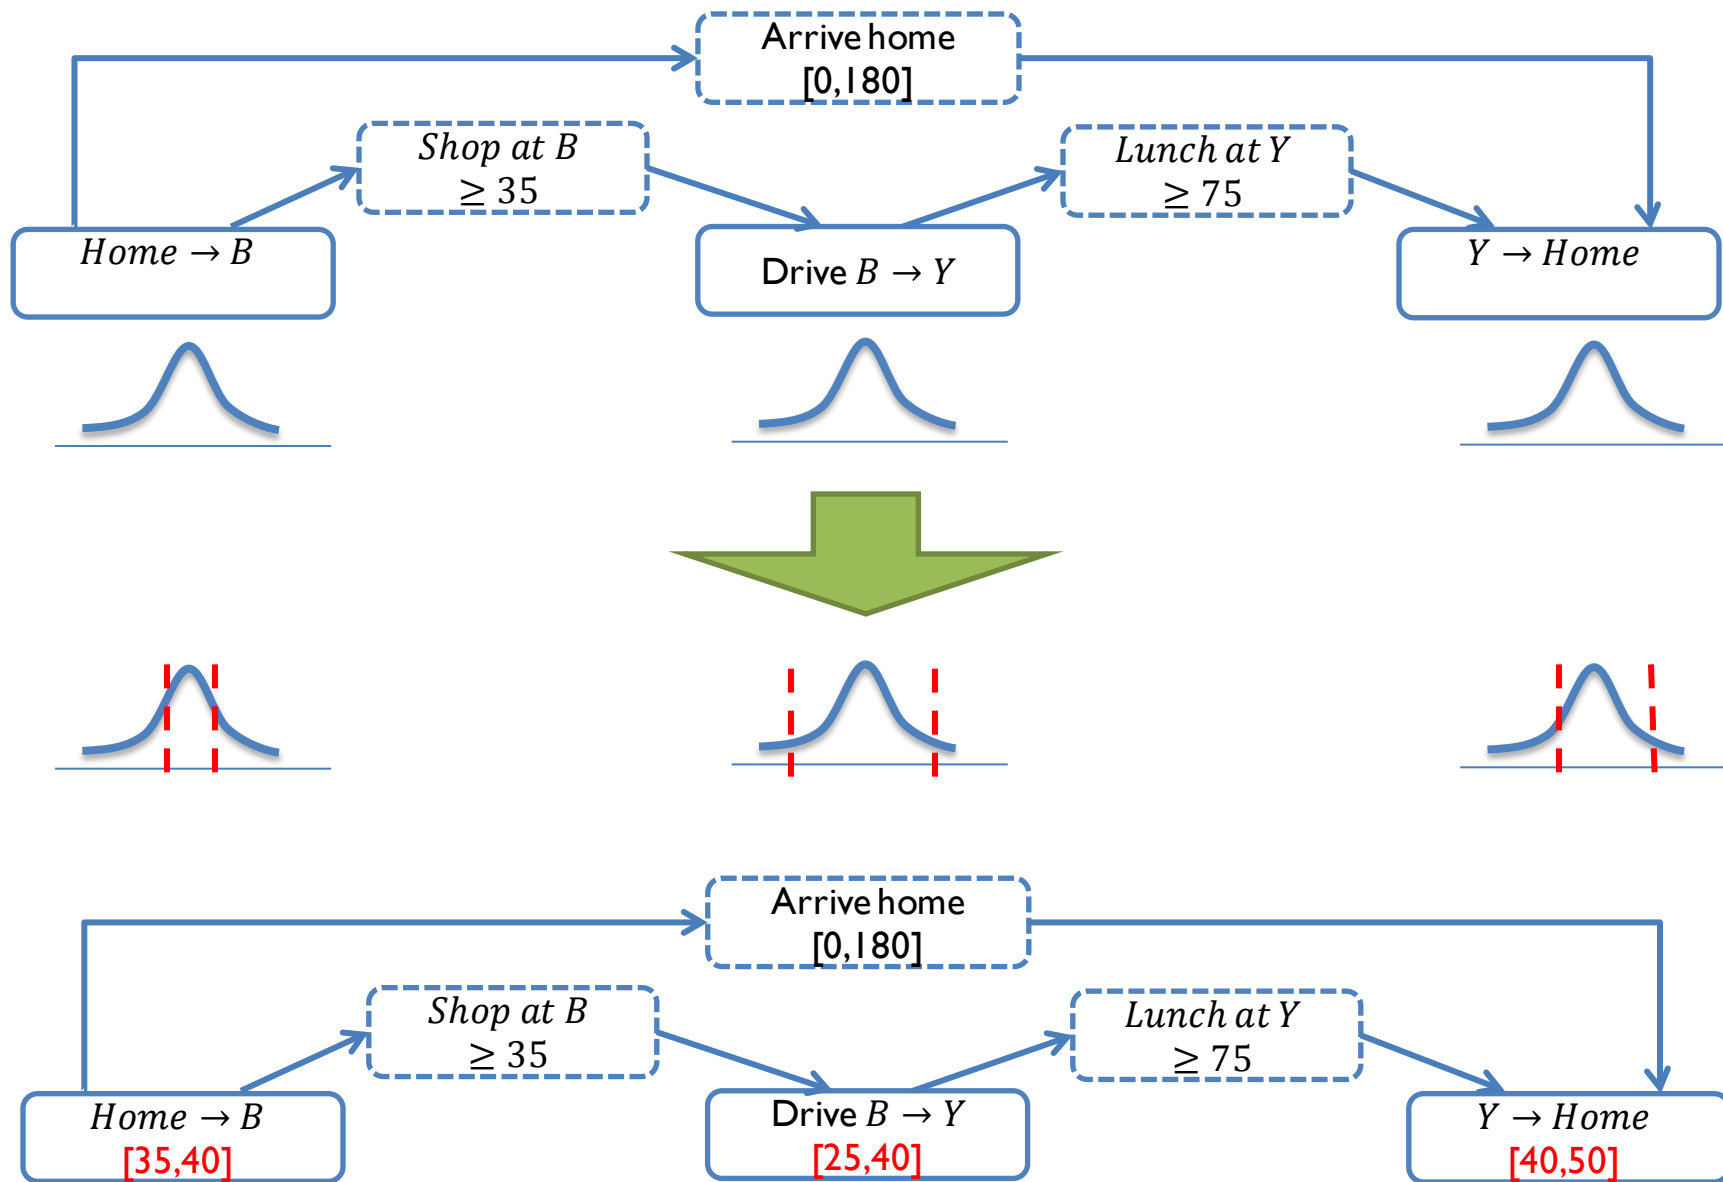 Arrive home
[0,180]
Shop at B
≥ 35
Lunch at Y
≥ 75
Home → B
Drive B → Y
Y → Home
Arrive home
[0,180]
Shop at B
≥ 35
Lunch at Y
≥ 75
Home → B
[35,40]
Drive B → Y
[25,40]
Y → Home
[40,50]